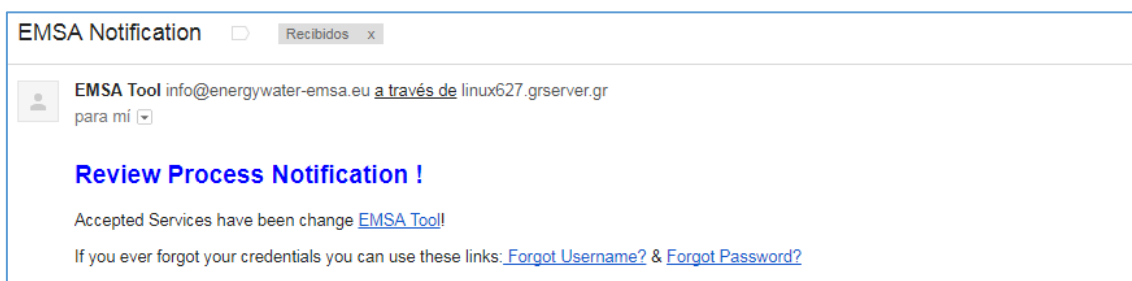 EMSA Notification Recibidos x
EMSA Tool info@energywater-emsa.eu a través de linux627.grserver.gr
para mí
Review Process Notification !
Accepted Services have been change EMSA Tool!
If you ever forgot your credentials you can use these links: Forgot Username? & Forgot Password?